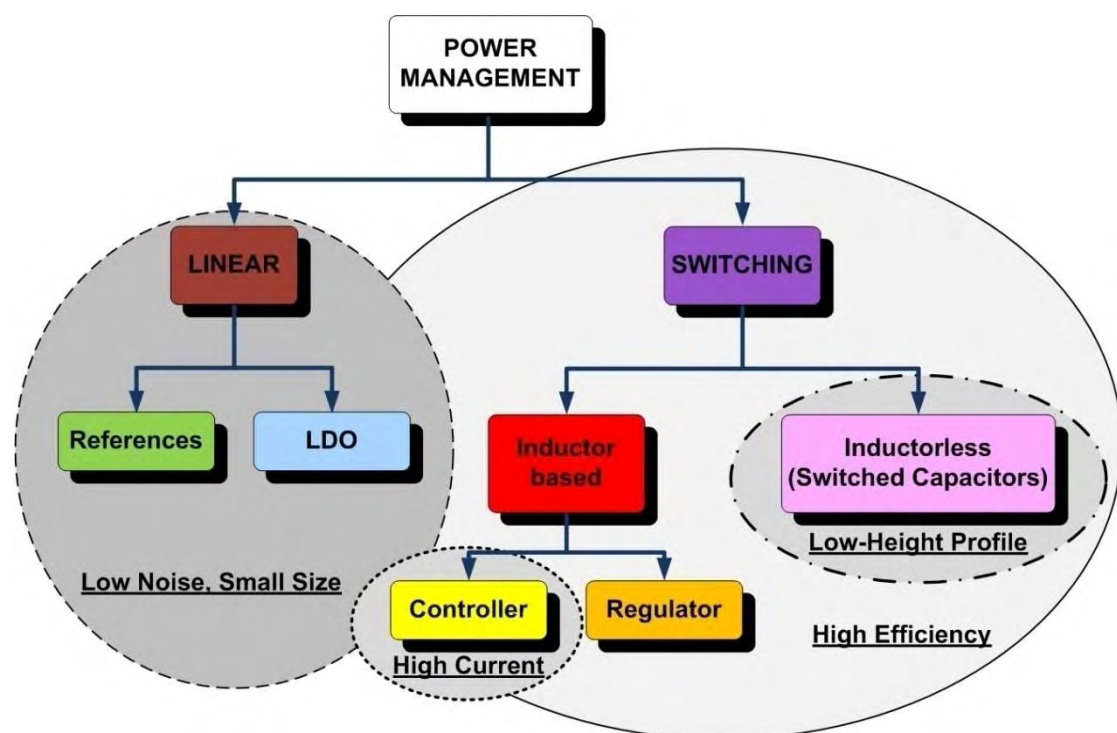 POWER
MANAGEMENT
LINEAR
SWITCHING
References
LDO
Inductor
based
Inductorless
(Switched Capacitors)
Low-Height Profile
Low Noise, Small Size
Controller
Regulator
High Current
High Efficiency